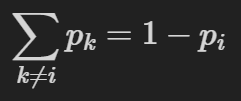 ∑_{k≠i} p_k = 1 − p_i